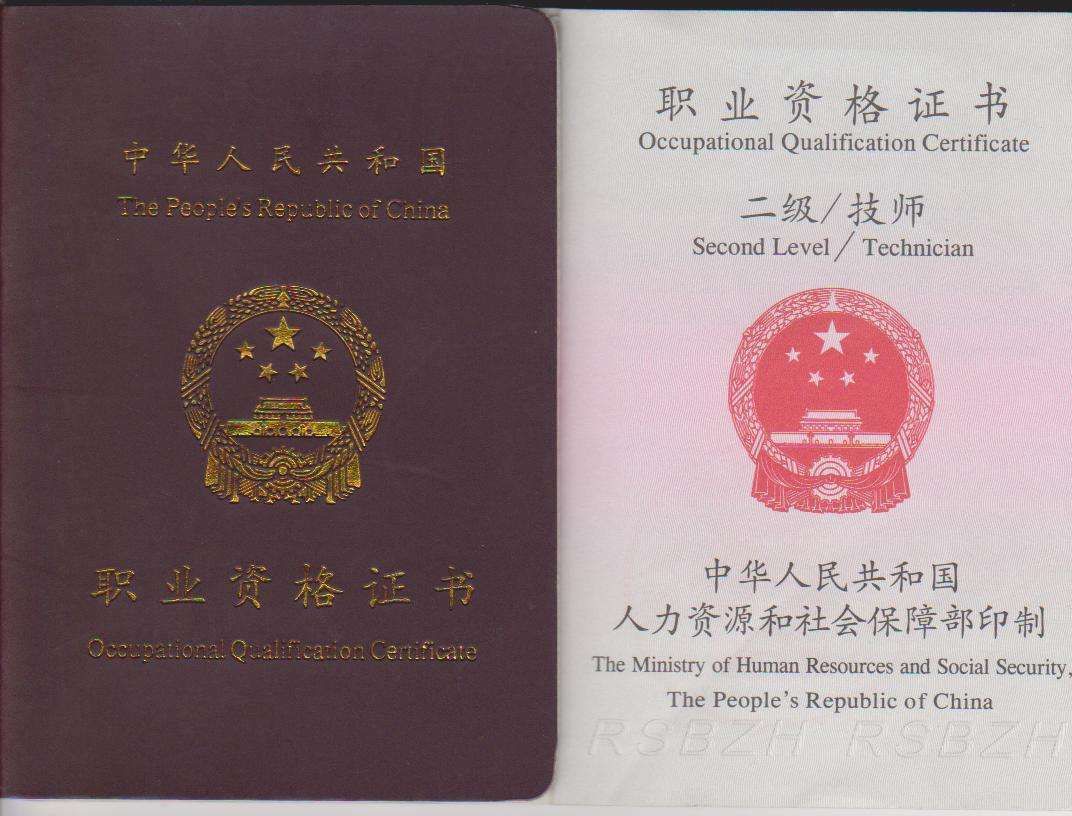 中华人民共和国
The People's Republic of China
职业资格证书
Occupational Qualification Certificate
职业资格证书
Occupational Qualification Certificate
二级/技师
Second Level/Technician
中华人民共和国
人力资源和社会保障部印制
The Ministry of Human Resources and Social Security,
The People's Republic of China
RSBZH RSBZH